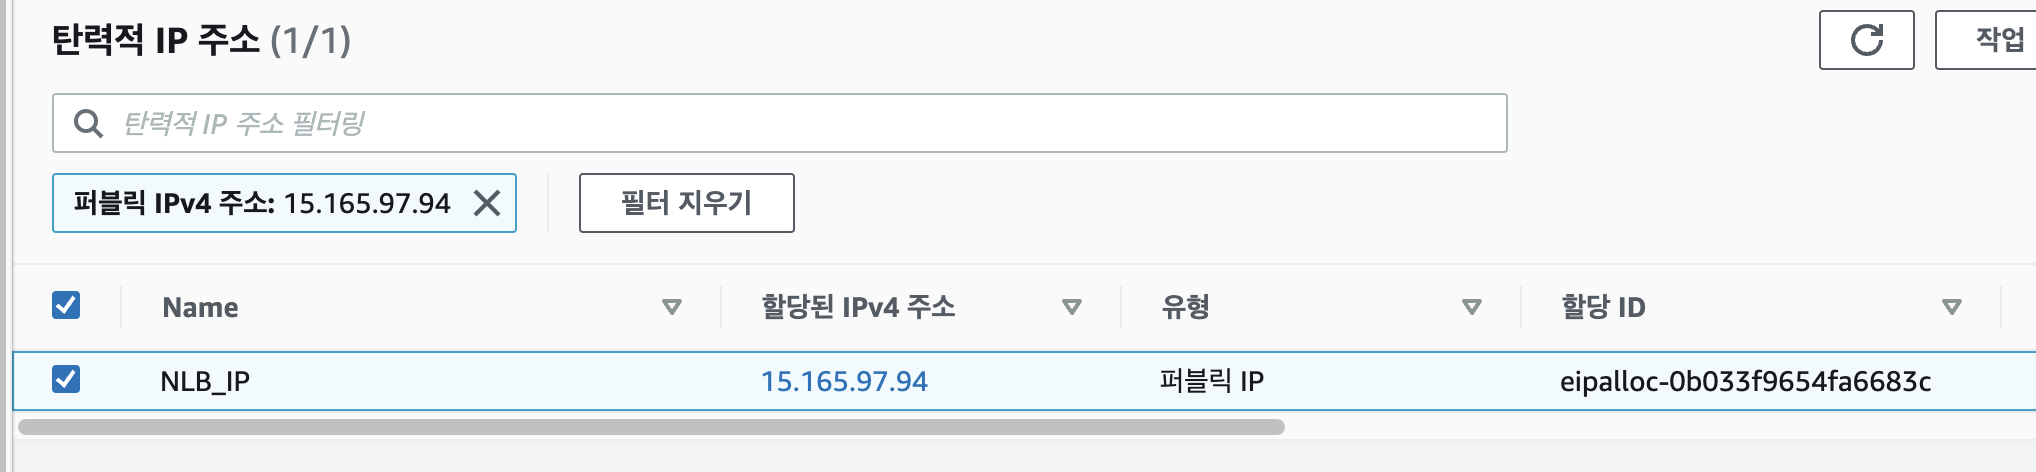 탄력적 IP 주소 (1/1)
작업
탄력적 IP 주소 필터링
퍼블릭 IPv4 주소: 15.165.97.94
필터 지우기
Name 할당된 IPv4 주소 유형 할당 ID
NLB_IP 15.165.97.94 퍼블릭 IP eipalloc-0b033f9654fa6683c